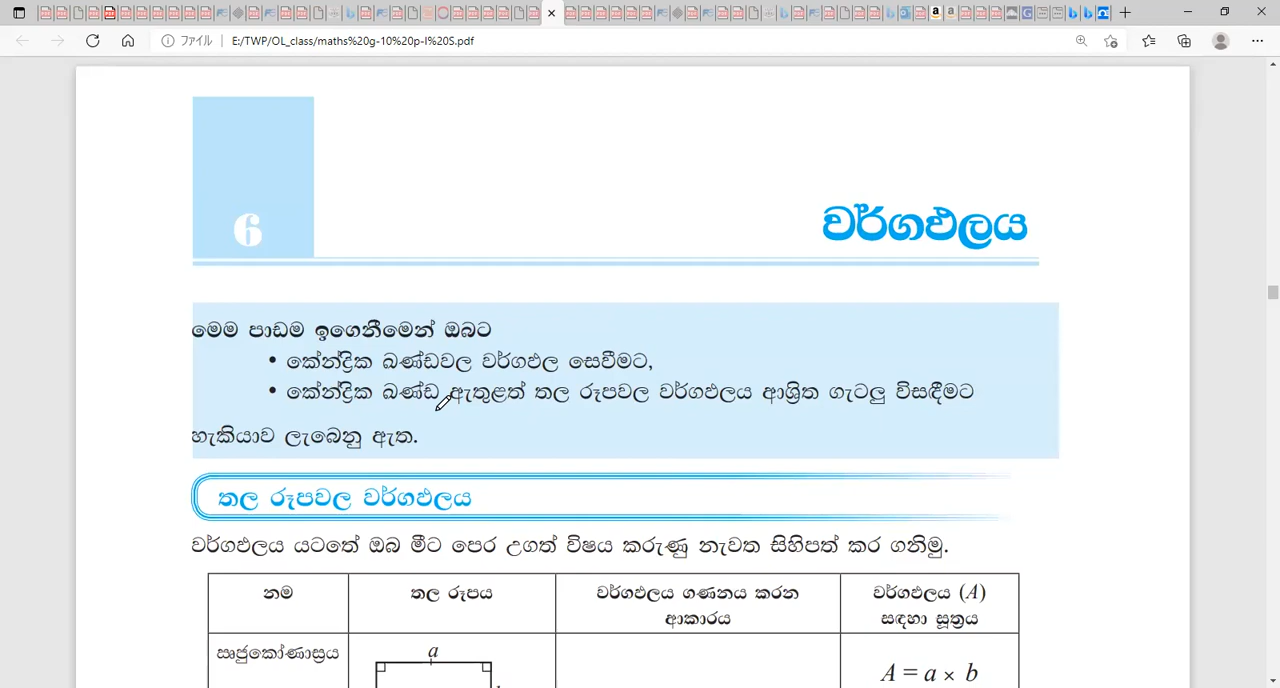 ファイル E:/TWP/OL_class/maths%20g-10%20p-I%20S.pdf
6
වර්ගඵලය
මෙම පාඩම ඉගෙනීමෙන් ඔබට
• කේන්ද්‍රික ඛණ්ඩවල වර්ගඵල සෙවීමට,
• කේන්ද්‍රික ඛණ්ඩ ඇතුළත් තල රූපවල වර්ගඵලය ආශ්‍රිත ගැටලු විසඳීමට
හැකියාව ලැබෙනු ඇත.
තල රූපවල වර්ගඵලය
වර්ගඵලය යටතේ ඔබ මීට පෙර උගත් විෂය කරුණු නැවත සිහිපත් කර ගනිමු.
නම තල රූපය වර්ගඵලය ගණනය කරන වර්ගඵලය (A)
ආකාරය සඳහා සූත්‍රය
ඍජුකෝණාස්‍රය a
A = a × b